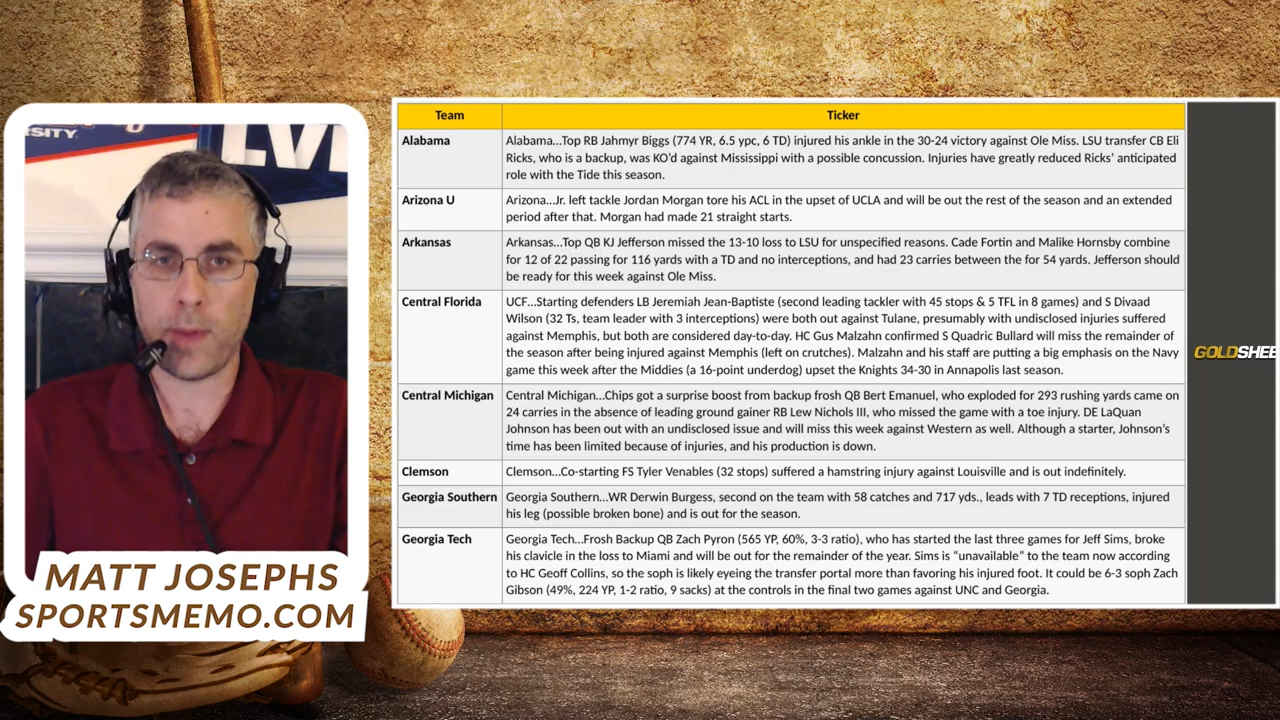 SITY
LVI
MATT JOSEPHS
SPORTSMEMO.COM
Team Ticker
Alabama Alabama...Top RB Jahmyr Biggs (774 YR, 6.5 ypc, 6 TD) injured his ankle in the 30-24 victory against Ole Miss. LSU transfer CB Eli
Ricks, who is a backup, was KO'd against Mississippi with a possible concussion. Injuries have greatly reduced Ricks' anticipated
role with the Tide this season.
Arizona U Arizona...Jr. left tackle Jordan Morgan tore his ACL in the upset of UCLA and will be out the rest of the season and an extended
period after that. Morgan had made 21 straight starts.
Arkansas Arkansas...Top QB KJ Jefferson missed the 13-10 loss to LSU for unspecified reasons. Cade Fortin and Malike Hornsby combine
for 12 of 22 passing for 116 yards with a TD and no interceptions, and had 23 carries between the for 54 yards. Jefferson should
be ready for this week against Ole Miss.
Central Florida UCF...Starting defenders LB Jeremiah Jean-Baptiste (second leading tackler with 45 stops & 5 TFL in 8 games) and S Divaad
Wilson (32 Ts, team leader with 3 interceptions) were both out against Tulane, presumably with undisclosed injuries suffered
against Memphis, but both are considered day-to-day. HC Gus Malzahn confirmed S Quadric Bullard will miss the remainder of
the season after being injured against Memphis (left on crutches). Malzahn and his staff are putting a big emphasis on the Navy
game this week after the Middies (a 16-point underdog) upset the Knights 34-30 in Annapolis last season.
Central Michigan Central Michigan...Chips got a surprise boost from backup frosh QB Bert Emanuel, who exploded for 293 rushing yards came on
24 carries in the absence of leading ground gainer RB Lew Nichols III, who missed the game with a toe injury. DE LaQuan
Johnson has been out with an undisclosed issue and will miss this week against Western as well. Although a starter, Johnson's
time has been limited because of injuries, and his production is down.
Clemson Clemson...Co-starting FS Tyler Venables (32 stops) suffered a hamstring injury against Louisville and is out indefinitely.
Georgia Southern Georgia Southern...WR Derwin Burgess, second on the team with 58 catches and 717 yds., leads with 7 TD receptions, injured
his leg (possible broken bone) and is out for the season.
Georgia Tech Georgia Tech...Frosh Backup QB Zach Pyron (565 YP, 60%, 3-3 ratio), who has started the last three games for Jeff Sims, broke
his clavicle in the loss to Miami and will be out for the remainder of the year. Sims is "unavailable" to the team now according
to HC Geoff Collins, so the soph is likely eyeing the transfer portal more than favoring his injured foot. It could be 6-3 soph Zach
Gibson (49%, 224 YP, 1-2 ratio, 9 sacks) at the controls in the final two games against UNC and Georgia.
GOLDSHEE